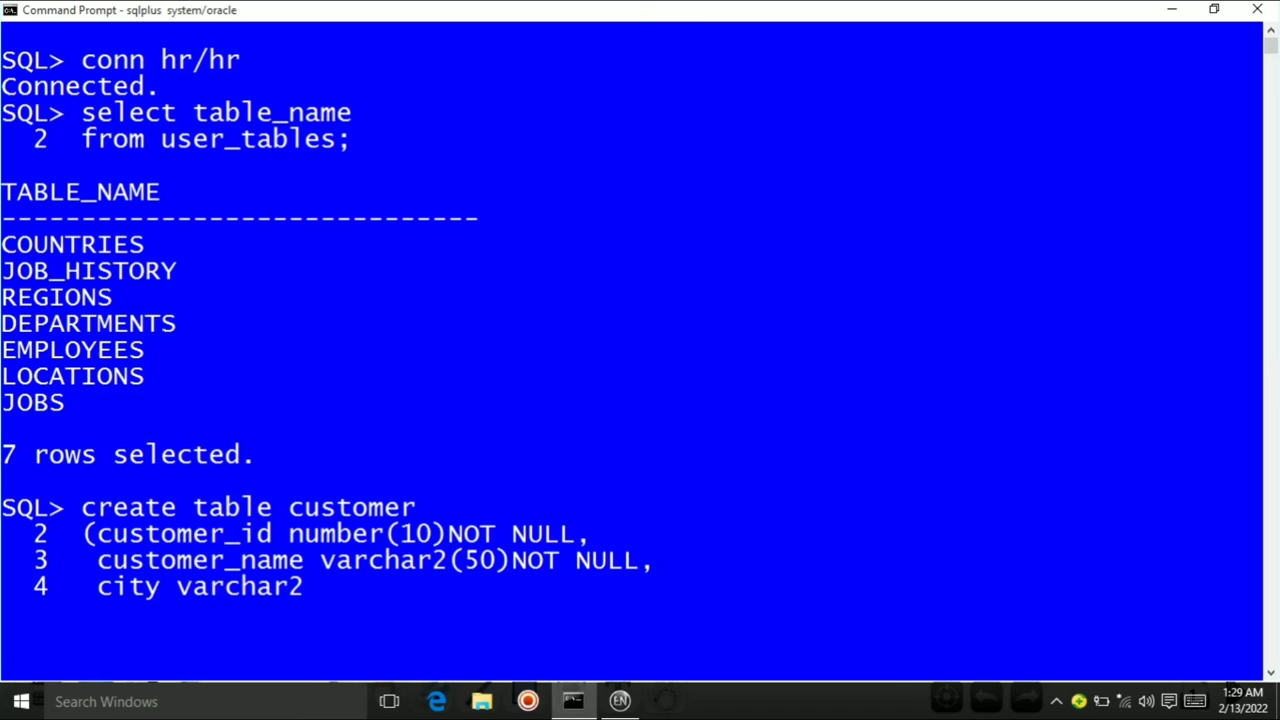 Command Prompt - sqlplus system/oracle
SQL> conn hr/hr
Connected.
SQL> select table_name
2 from user_tables;
TABLE_NAME
------------------------------
COUNTRIES
JOB_HISTORY
REGIONS
DEPARTMENTS
EMPLOYEES
LOCATIONS
JOBS
7 rows selected.
SQL> create table customer
2 (customer_id number(10)NOT NULL,
3 customer_name varchar2(50)NOT NULL,
4 city varchar2
Search Windows
EN
1:29 AM
2/13/2022